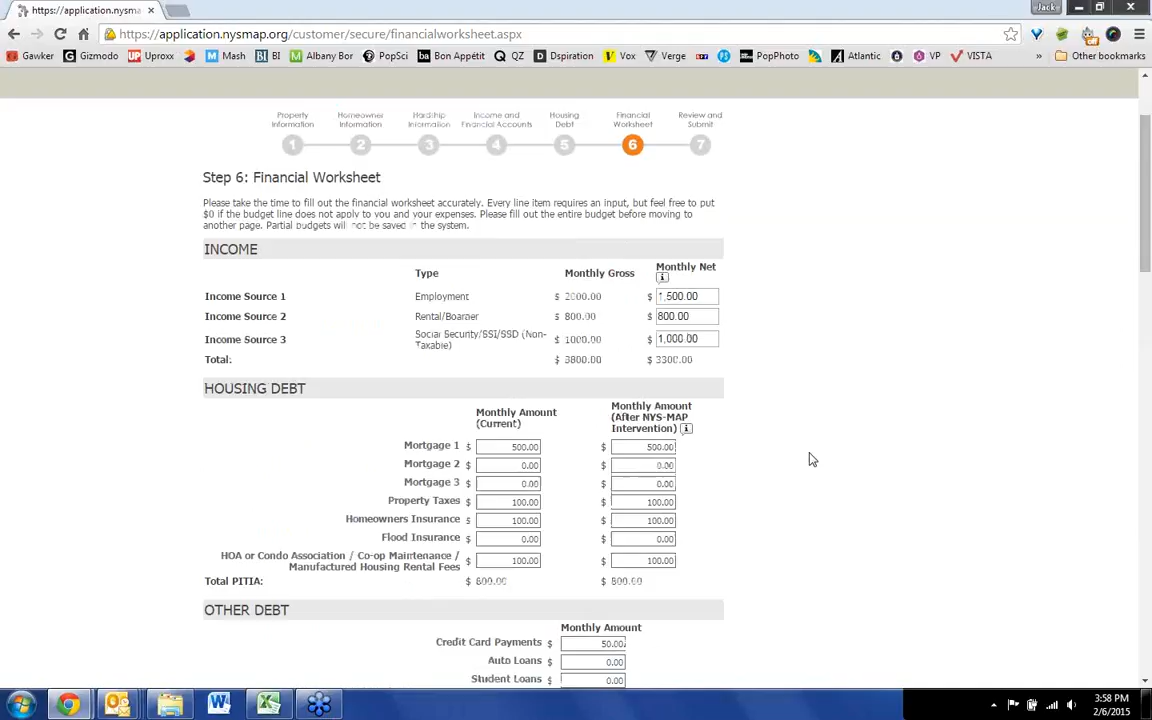 https://application.nysma ×
Jack
https://application.nysmap.org/customer/secure/financialworksheet.aspx
Gawker Gizmodo Uproxx Mash BI Albany Bor PopSci Bon Appétit QZ Dspiration Vox Verge PopPhoto Atlantic VP VISTA » Other bookmarks
Property Information
Homeowner Information
Hardship Information
Income and Financial Accounts
Housing Debt
Financial Worksheet
Review and Submit
1 2 3 4 5 6 7
Step 6: Financial Worksheet
Please take the time to fill out the financial worksheet accurately. Every line item requires an input, but feel free to put
$0 if the budget line does not apply to you and your expenses. Please fill out the entire budget before moving to
another page. Partial budgets will not be saved in the system.
INCOME
Type Monthly Gross Monthly Net
Income Source 1 Employment $ 2000.00 $ 1,500.00
Income Source 2 Rental/Boarder $ 800.00 $ 800.00
Income Source 3 Social Security/SSI/SSD (Non-Taxable) $ 1000.00 $ 1,000.00
Total: $ 3800.00 $ 3300.00
HOUSING DEBT
Monthly Amount (Current)
Monthly Amount (After NYS-MAP Intervention)
Mortgage 1 $ 500.00 $ 500.00
Mortgage 2 $ 0.00 $ 0.00
Mortgage 3 $ 0.00 $ 0.00
Property Taxes $ 100.00 $ 100.00
Homeowners Insurance $ 100.00 $ 100.00
Flood Insurance $ 0.00 $ 0.00
HOA or Condo Association / Co-op Maintenance /
Manufactured Housing Rental Fees $ 100.00 $ 100.00
Total PITIA: $ 800.00 $ 800.00
OTHER DEBT
Monthly Amount
Credit Card Payments $ 50.00
Auto Loans $ 0.00
Student Loans $ 0.00
3:58 PM
2/6/2015